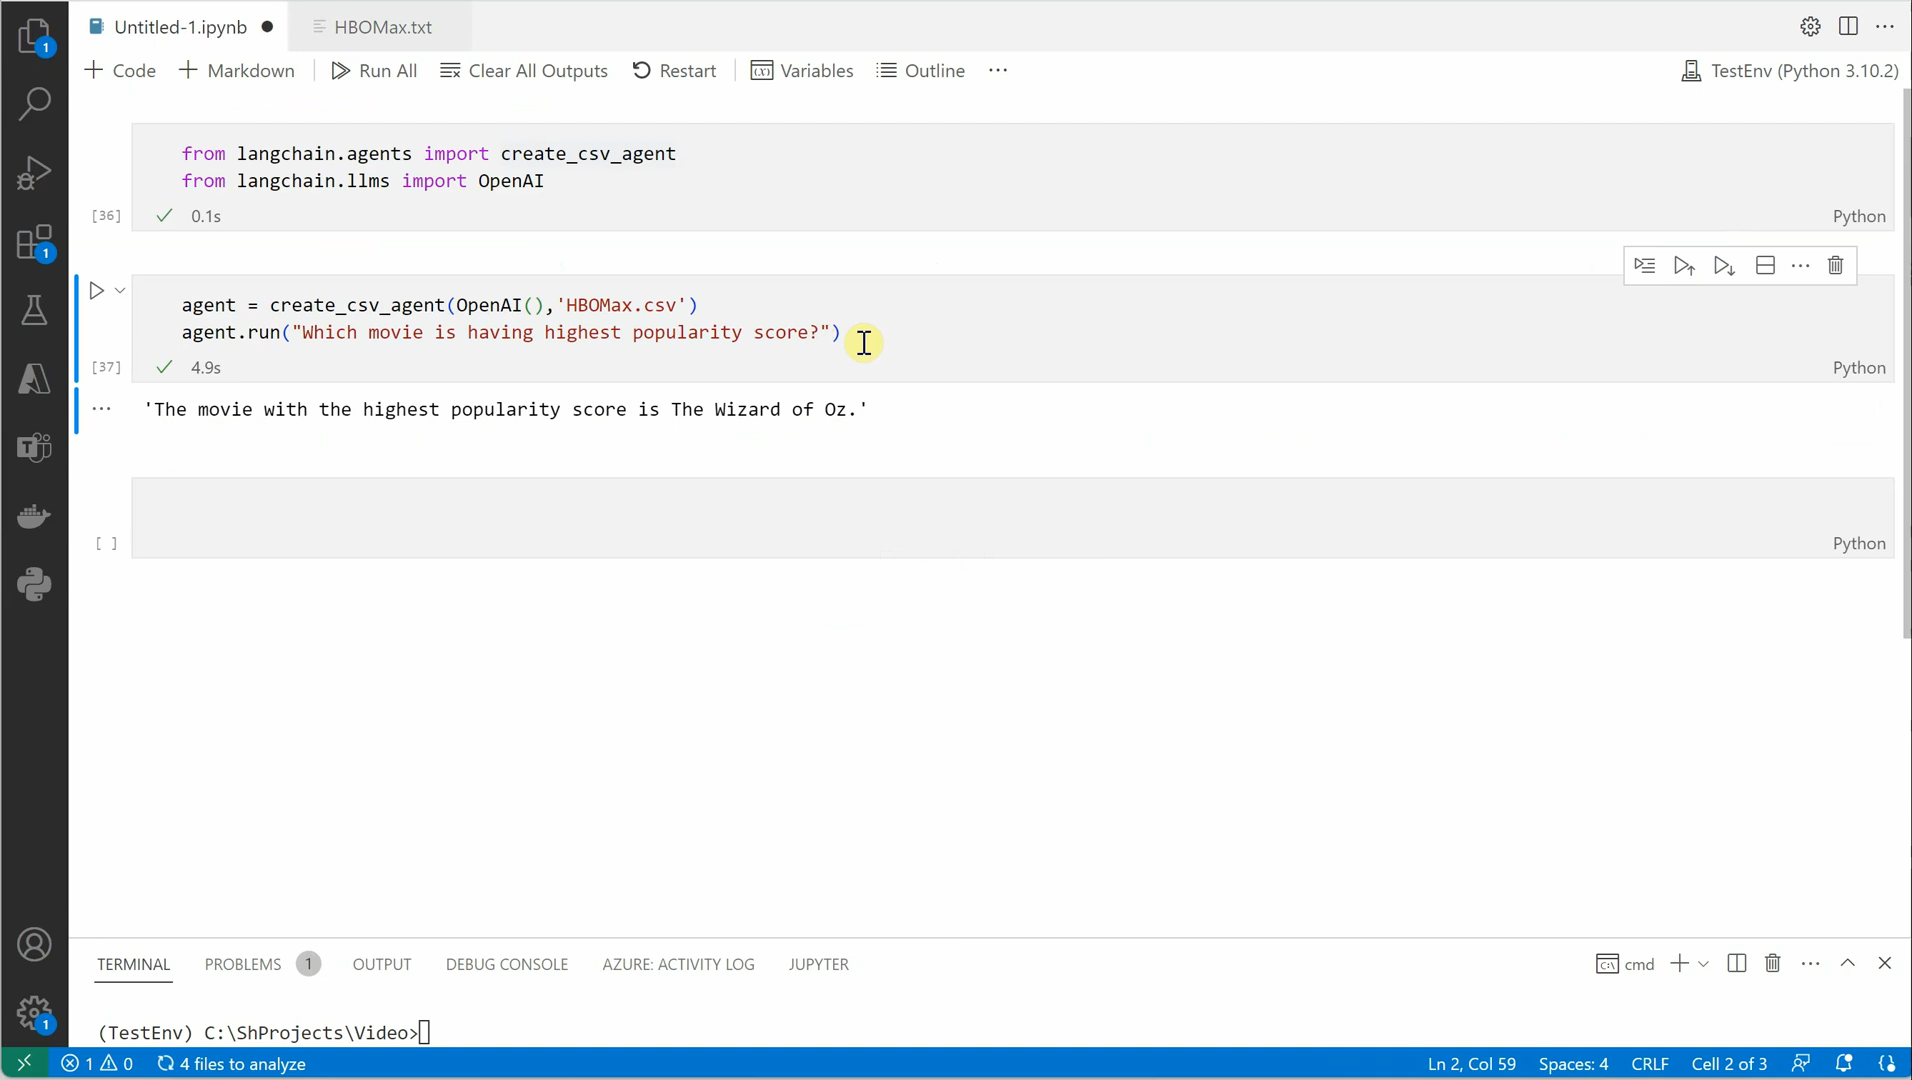 Untitled-1.ipynb
HBOMax.txt
Code
Markdown
Run All
Clear All Outputs
Restart
Variables
Outline
TestEnv (Python 3.10.2)
from langchain.agents import create_csv_agent
from langchain.llms import OpenAI
[36]
0.1s
Python
agent = create_csv_agent(OpenAI(),'HBOMax.csv')
agent.run("Which movie is having highest popularity score?")
[37]
4.9s
Python
'The movie with the highest popularity score is The Wizard of Oz.'
[ ]
Python
1
1
1
TERMINAL
PROBLEMS 1
OUTPUT
DEBUG CONSOLE
AZURE: ACTIVITY LOG
JUPYTER
cmd
(TestEnv) C:\ShProjects\Video>
1 0
4 files to analyze
Ln 2, Col 59
Spaces: 4
CRLF
Cell 2 of 3